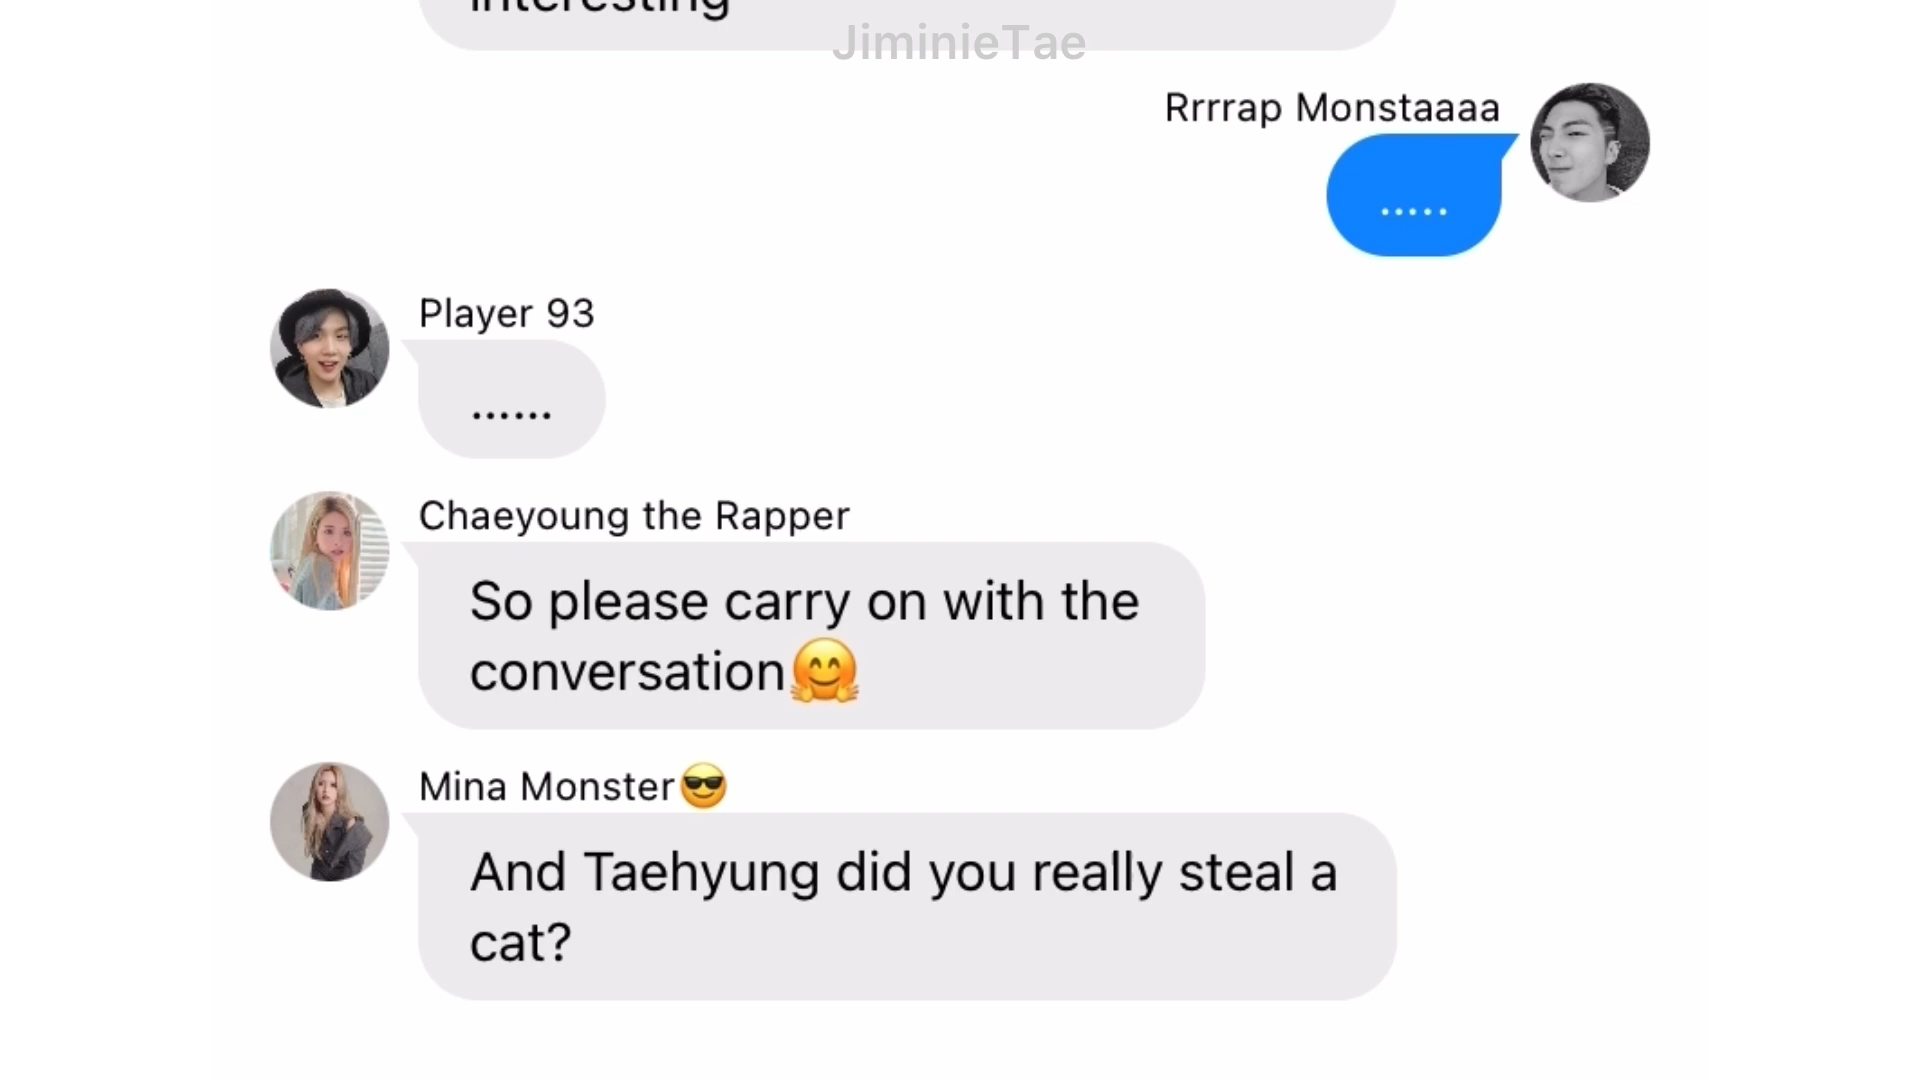 interesting
JiminieTae
Rrrrap Monstaaaa
.....
Player 93
......
Chaeyoung the Rapper
So please carry on with the
conversation🤗
Mina Monster😎
And Taehyung did you really steal a
cat?